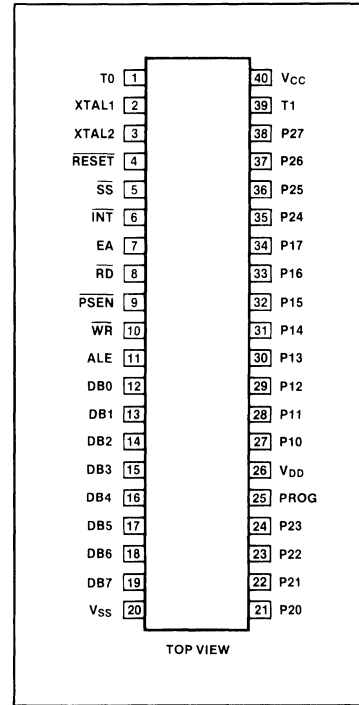 T0 1 40 VCC
XTAL1 2 39 T1
XTAL2 3 38 P27
RESET 4 37 P26
SS 5 36 P25
INT 6 35 P24
EA 7 34 P17
RD 8 33 P16
PSEN 9 32 P15
WR 10 31 P14
ALE 11 30 P13
DB0 12 29 P12
DB1 13 28 P11
DB2 14 27 P10
DB3 15 26 VDD
DB4 16 25 PROG
DB5 17 24 P23
DB6 18 23 P22
DB7 19 22 P21
VSS 20 21 P20
TOP VIEW